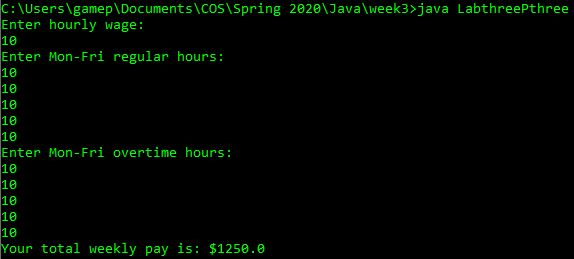 C:\Users\gamep\Documents\COS\Spring 2020\Java\week3>java LabthreePthree
Enter hourly wage:
10
Enter Mon-Fri regular hours:
10
10
10
10
10
Enter Mon-Fri overtime hours:
10
10
10
10
10
Your total weekly pay is: $1250.0